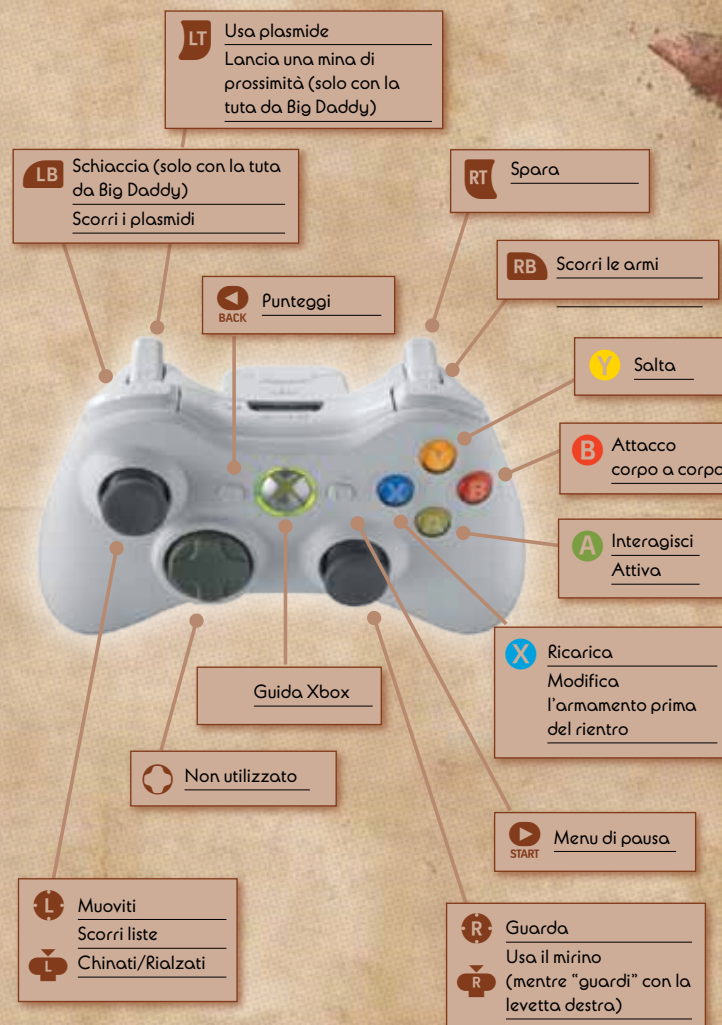 LT
Usa plasmide
Lancia una mina di
prossimità (solo con la
tuta da Big Daddy)
LB
Schiaccia (solo con la tuta
da Big Daddy)
Scorri i plasmidi
RT
Spara
RB
Scorri le armi
BACK
Punteggi
Y
Salta
B
Attacco
corpo a corpo
A
Interagisci
Attiva
X
Ricarica
Modifica
l'armamento prima
del rientro
Guida Xbox
Non utilizzato
START
Menu di pausa
L
Muoviti
Scorri liste
L
Chinati/Rialzati
R
Guarda
Usa il mirino
R
(mentre "guardi" con la
levetta destra)
Y
X
B
A